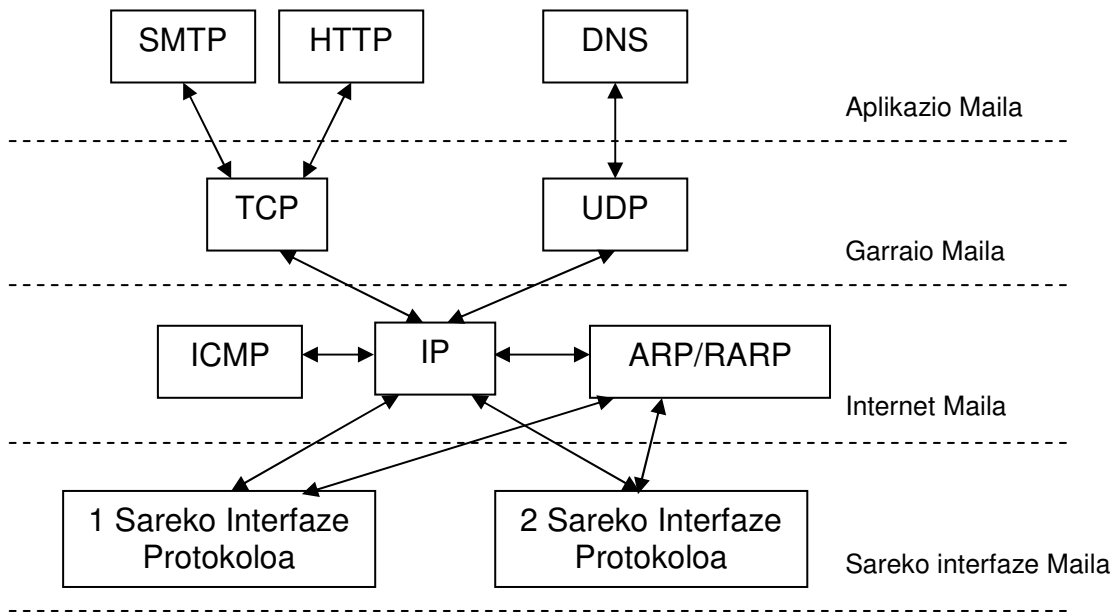 SMTP
HTTP
DNS
Aplikazio Maila
TCP
UDP
Garraio Maila
ICMP
IP
ARP/RARP
Internet Maila
1 Sareko Interfaze
Protokoloa
2 Sareko Interfaze
Protokoloa
Sareko interfaze Maila